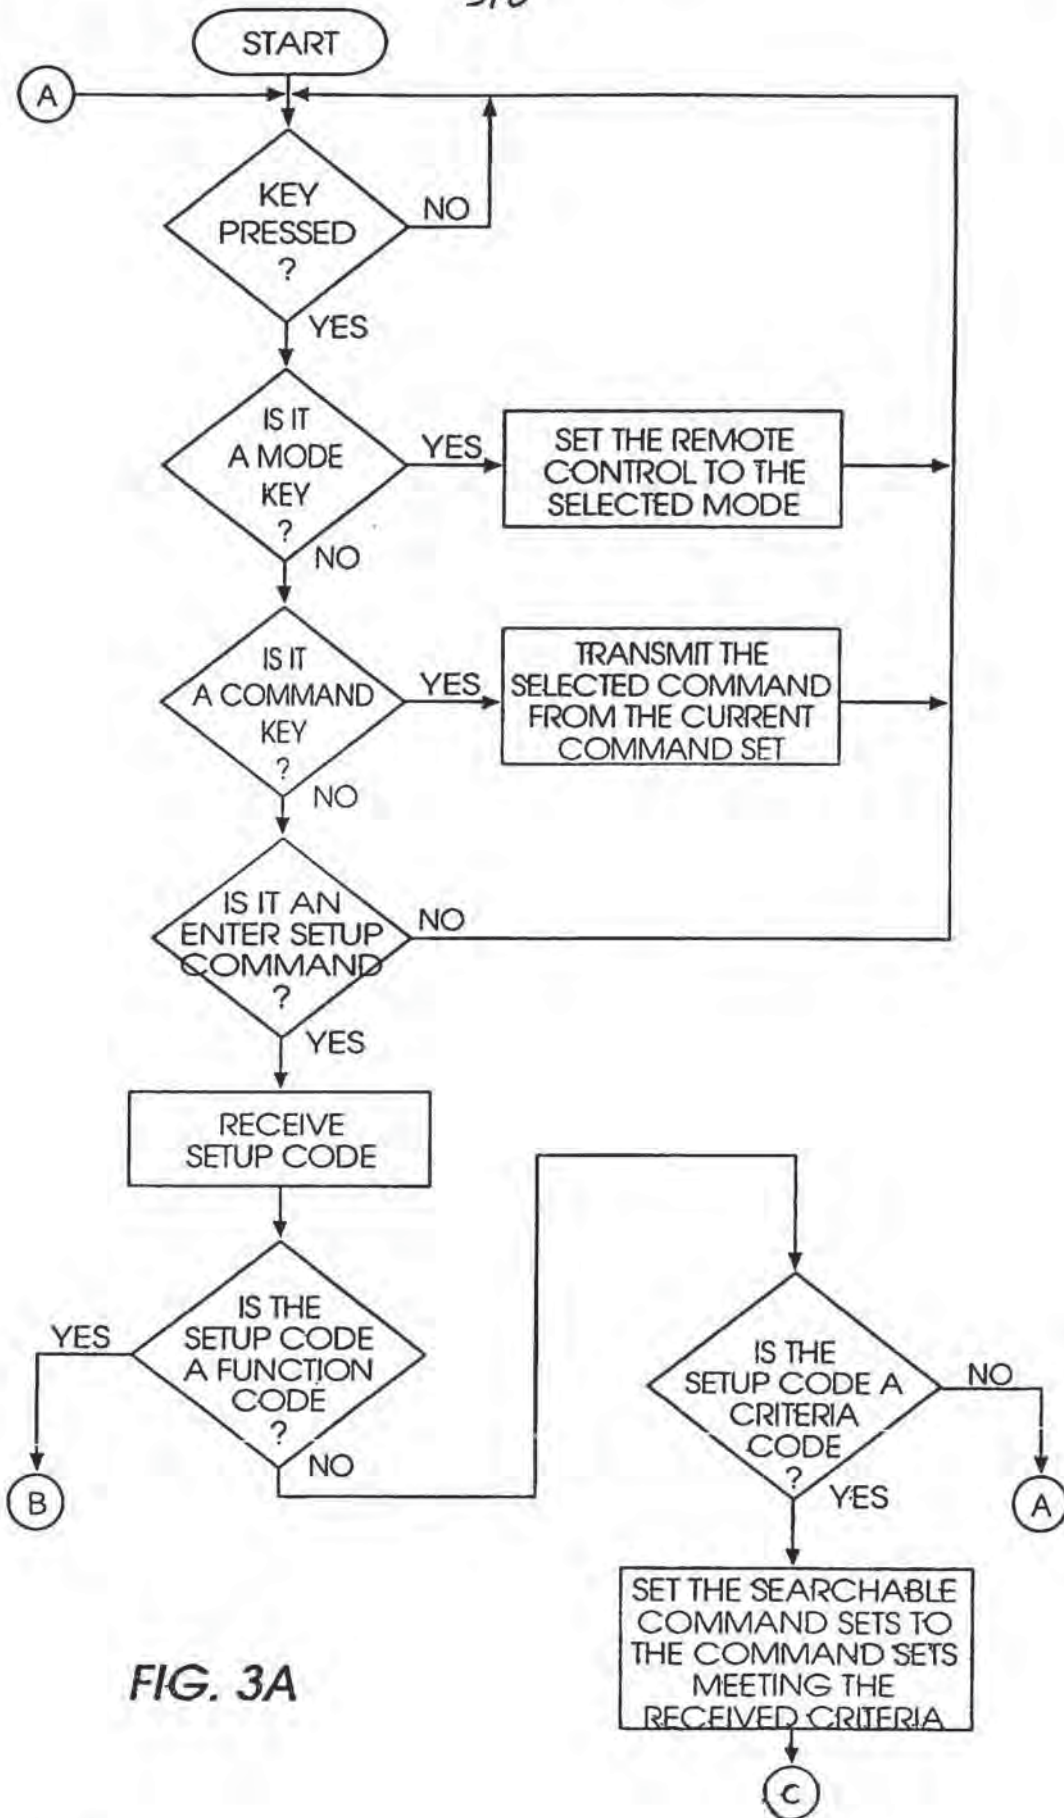 START
A
KEY
PRESSED
?
NO
YES
IS IT
A MODE
KEY
?
YES
SET THE REMOTE
CONTROL TO THE
SELECTED MODE
NO
IS IT
A COMMAND
KEY
?
YES
TRANSMIT THE
SELECTED COMMAND
FROM THE CURRENT
COMMAND SET
NO
IS IT AN
ENTER SETUP
COMMAND
?
NO
YES
RECEIVE
SETUP CODE
IS THE
SETUP CODE
A FUNCTION
CODE
?
YES
B
NO
IS THE
SETUP CODE A
CRITERIA
CODE
?
NO
A
YES
SET THE SEARCHABLE
COMMAND SETS TO
THE COMMAND SETS
MEETING THE
RECEIVED CRITERIA
C
FIG. 3A